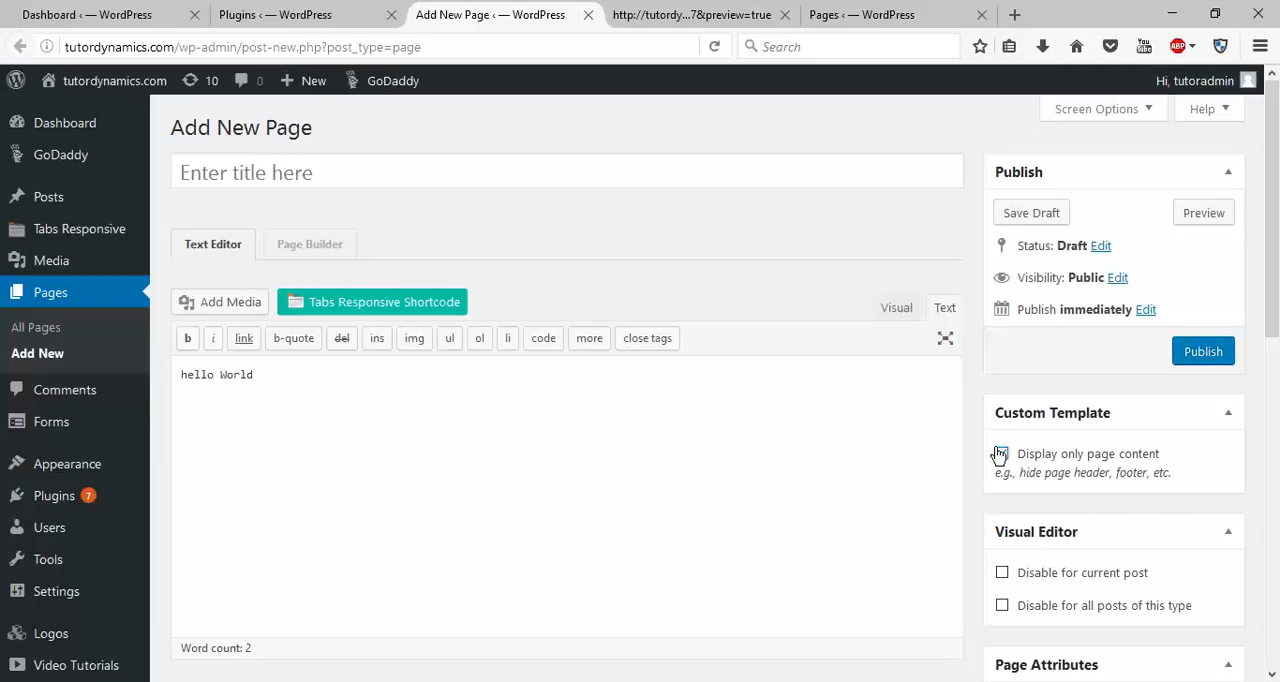 Dashboard ‹ — WordPress
Plugins ‹ — WordPress
Add New Page ‹ — WordPress
http://tutordy...7&preview=true
Pages ‹ — WordPress
tutordynamics.com/wp-admin/post-new.php?post_type=page
Search
You Tube
ABP
tutordynamics.com
10
0
New
GoDaddy
Hi, tutoradmin
Dashboard
GoDaddy
Posts
Tabs Responsive
Media
Pages
All Pages
Add New
Comments
Forms
Appearance
Plugins 7
Users
Tools
Settings
Logos
Video Tutorials
Screen Options
Help
Add New Page
Enter title here
Text Editor
Page Builder
Add Media
Tabs Responsive Shortcode
Visual
Text
b
i
link
b-quote
del
ins
img
ul
ol
li
code
more
close tags
hello World
Word count: 2
Publish
Save Draft
Preview
Status: Draft Edit
Visibility: Public Edit
Publish immediately Edit
Publish
Custom Template
Display only page content
e.g., hide page header, footer, etc.
Visual Editor
Disable for current post
Disable for all posts of this type
Page Attributes